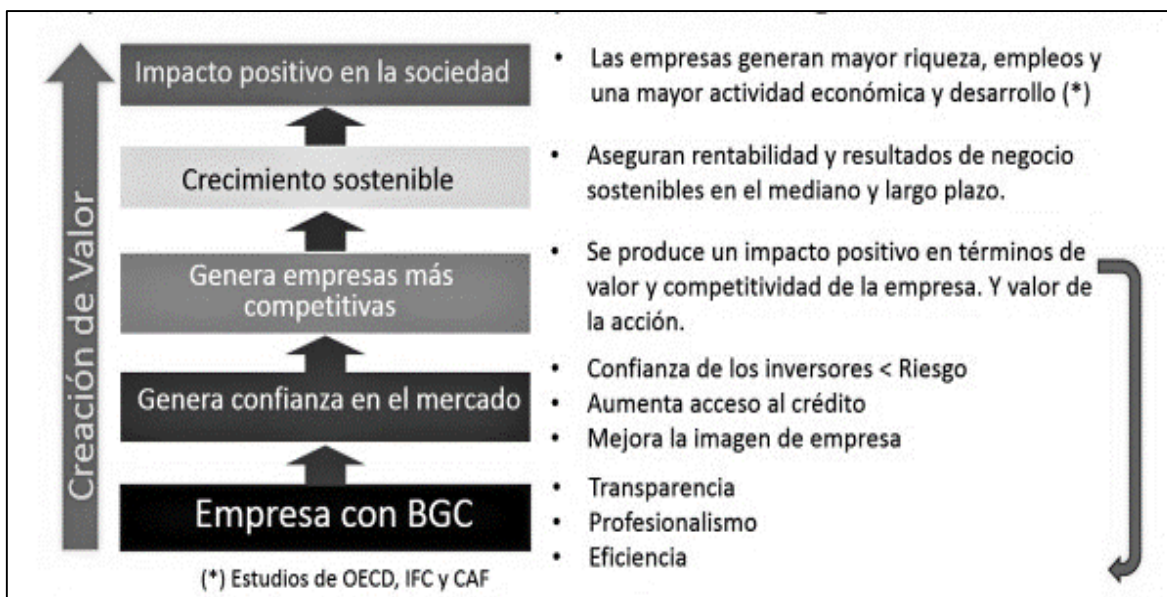 Impacto positivo en la sociedad
• Las empresas generan mayor riqueza, empleos y
una mayor actividad económica y desarrollo (*)
Crecimiento sostenible
• Aseguran rentabilidad y resultados de negocio
sostenibles en el mediano y largo plazo.
Genera empresas más
competitivas
• Se produce un impacto positivo en términos de
valor y competitividad de la empresa. Y valor de
la acción.
Genera confianza en el mercado
• Confianza de los inversores < Riesgo
• Aumenta acceso al crédito
• Mejora la imagen de empresa
Empresa con BGC
• Transparencia
• Profesionalismo
• Eficiencia
Creación de Valor
(*) Estudios de OECD, IFC y CAF